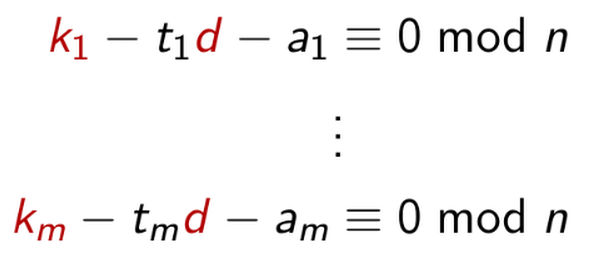 k₁ − t₁d − a₁ ≡ 0 mod n
⋮
kₘ − tₘd − aₘ ≡ 0 mod n